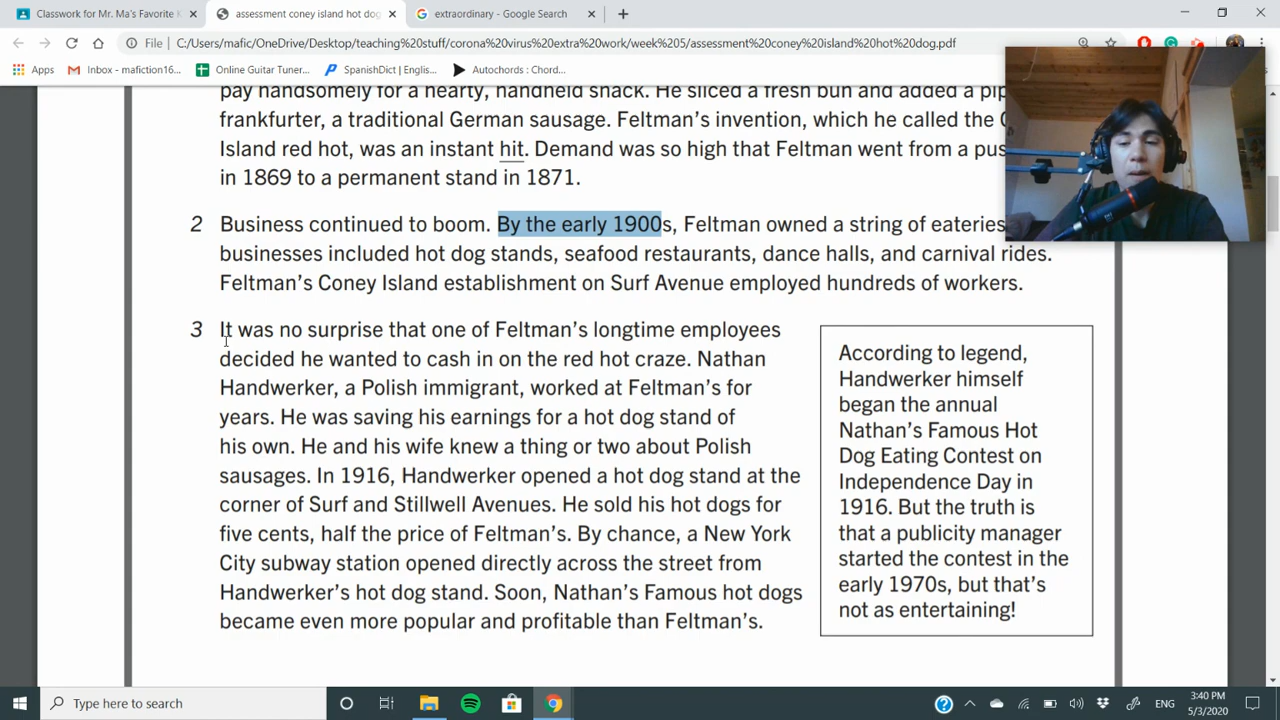 Classwork for Mr. Ma's Favorite
assessment coney island hot dog
extraordinary - Google Search
File
C:/Users/mafic/OneDrive/Desktop/teaching%20stuff/corona%20virus%20extra%20work/week%205/assessment%20coney%20island%20hot%20dog.pdf
Apps
Inbox - mafiction16...
Online Guitar Tuner...
SpanishDict | Englis...
Autochords : Chord...
pay handsomely for a hearty, handheld snack. He sliced a fresh bun and added a
frankfurter, a traditional German sausage. Feltman's invention, which he called the
Island red hot, was an instant hit. Demand was so high that Feltman went from a
in 1869 to a permanent stand in 1871.
2 Business continued to boom. By the early 1900s, Feltman owned a string of eateries
businesses included hot dog stands, seafood restaurants, dance halls, and carnival rides.
Feltman's Coney Island establishment on Surf Avenue employed hundreds of workers.
3 It was no surprise that one of Feltman's longtime employees
decided he wanted to cash in on the red hot craze. Nathan
Handwerker, a Polish immigrant, worked at Feltman's for
years. He was saving his earnings for a hot dog stand of
his own. He and his wife knew a thing or two about Polish
sausages. In 1916, Handwerker opened a hot dog stand at the
corner of Surf and Stillwell Avenues. He sold his hot dogs for
five cents, half the price of Feltman's. By chance, a New York
City subway station opened directly across the street from
Handwerker's hot dog stand. Soon, Nathan's Famous hot dogs
became even more popular and profitable than Feltman's.
According to legend,
Handwerker himself
began the annual
Nathan's Famous Hot
Dog Eating Contest on
Independence Day in
1916. But the truth is
that a publicity manager
started the contest in the
early 1970s, but that's
not as entertaining!
Type here to search
ENG
3:40 PM
5/3/2020